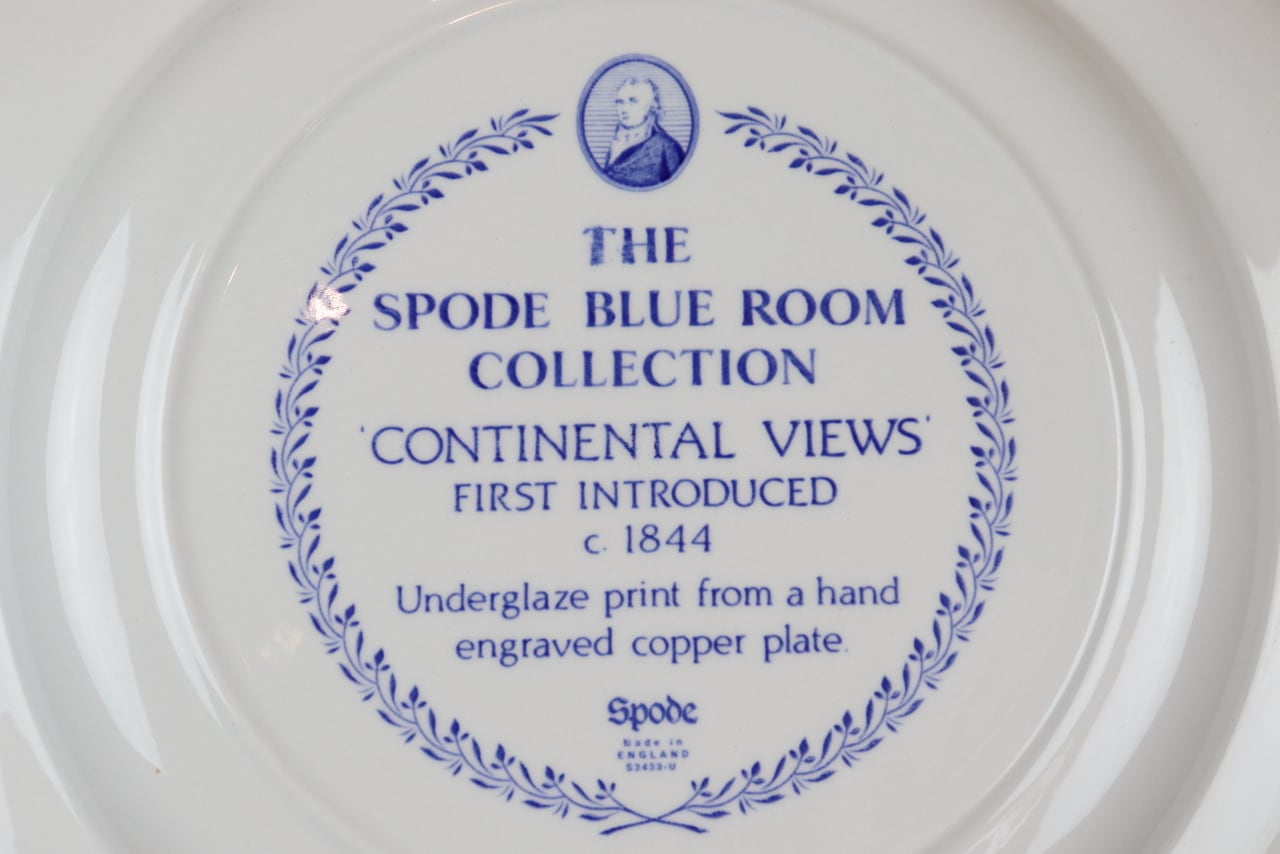 THE
SPODE BLUE ROOM
COLLECTION
'CONTINENTAL VIEWS'
FIRST INTRODUCED
c. 1844
Underglaze print from a hand
engraved copper plate.
Spode
Made in
ENGLAND
S3433-U